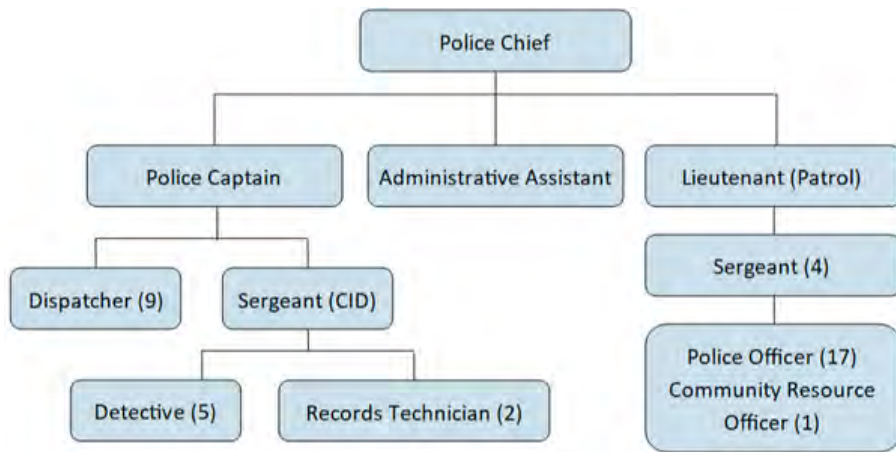 Police Chief
Police Captain
Administrative Assistant
Lieutenant (Patrol)
Dispatcher (9)
Sergeant (CID)
Sergeant (4)
Detective (5)
Records Technician (2)
Police Officer (17)
Community Resource
Officer (1)